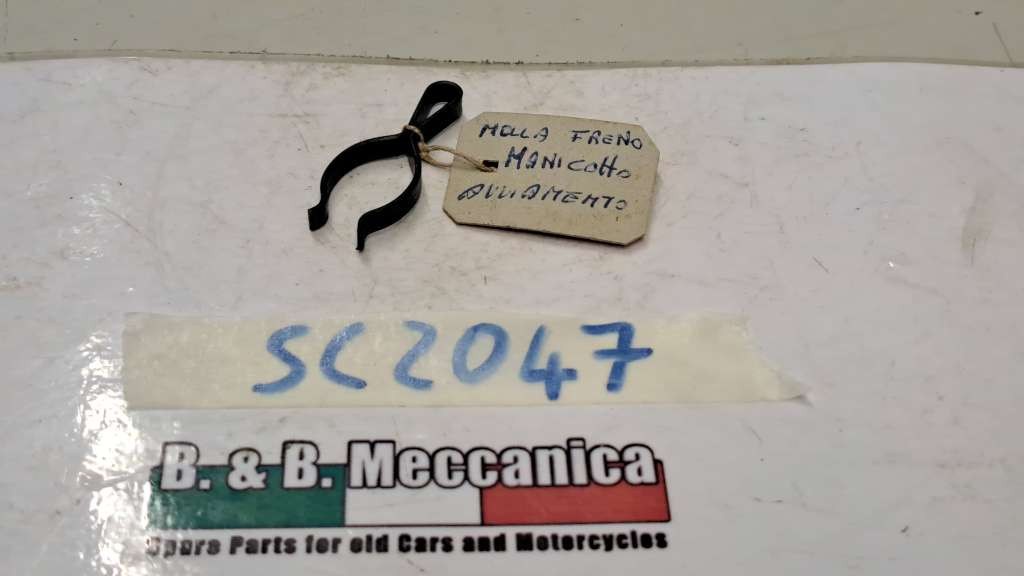 MOLLA FRENO
MANICOTTO
AVVIAMENTO
SC2047
B. & B. Meccanica
Spare Parts for old Cars and Motorcycles